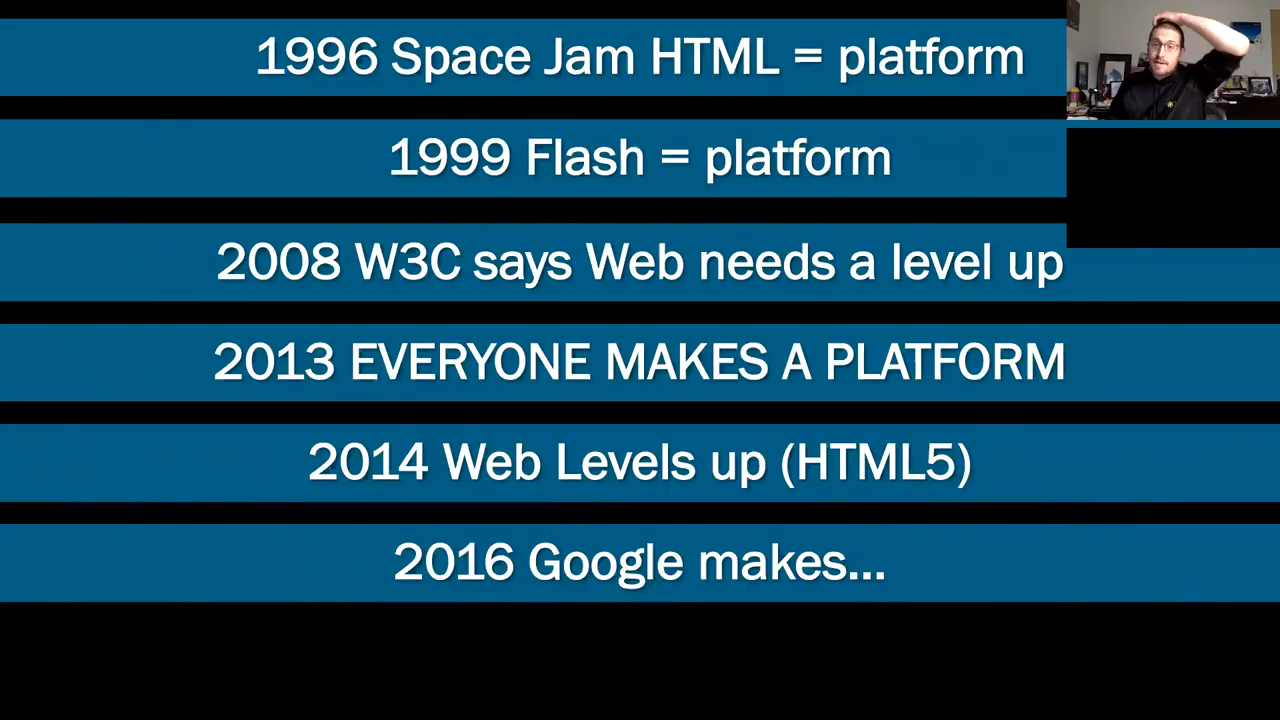 1996 Space Jam HTML = platform
1999 Flash = platform
2008 W3C says Web needs a level up
2013 EVERYONE MAKES A PLATFORM
2014 Web Levels up (HTML5)
2016 Google makes...